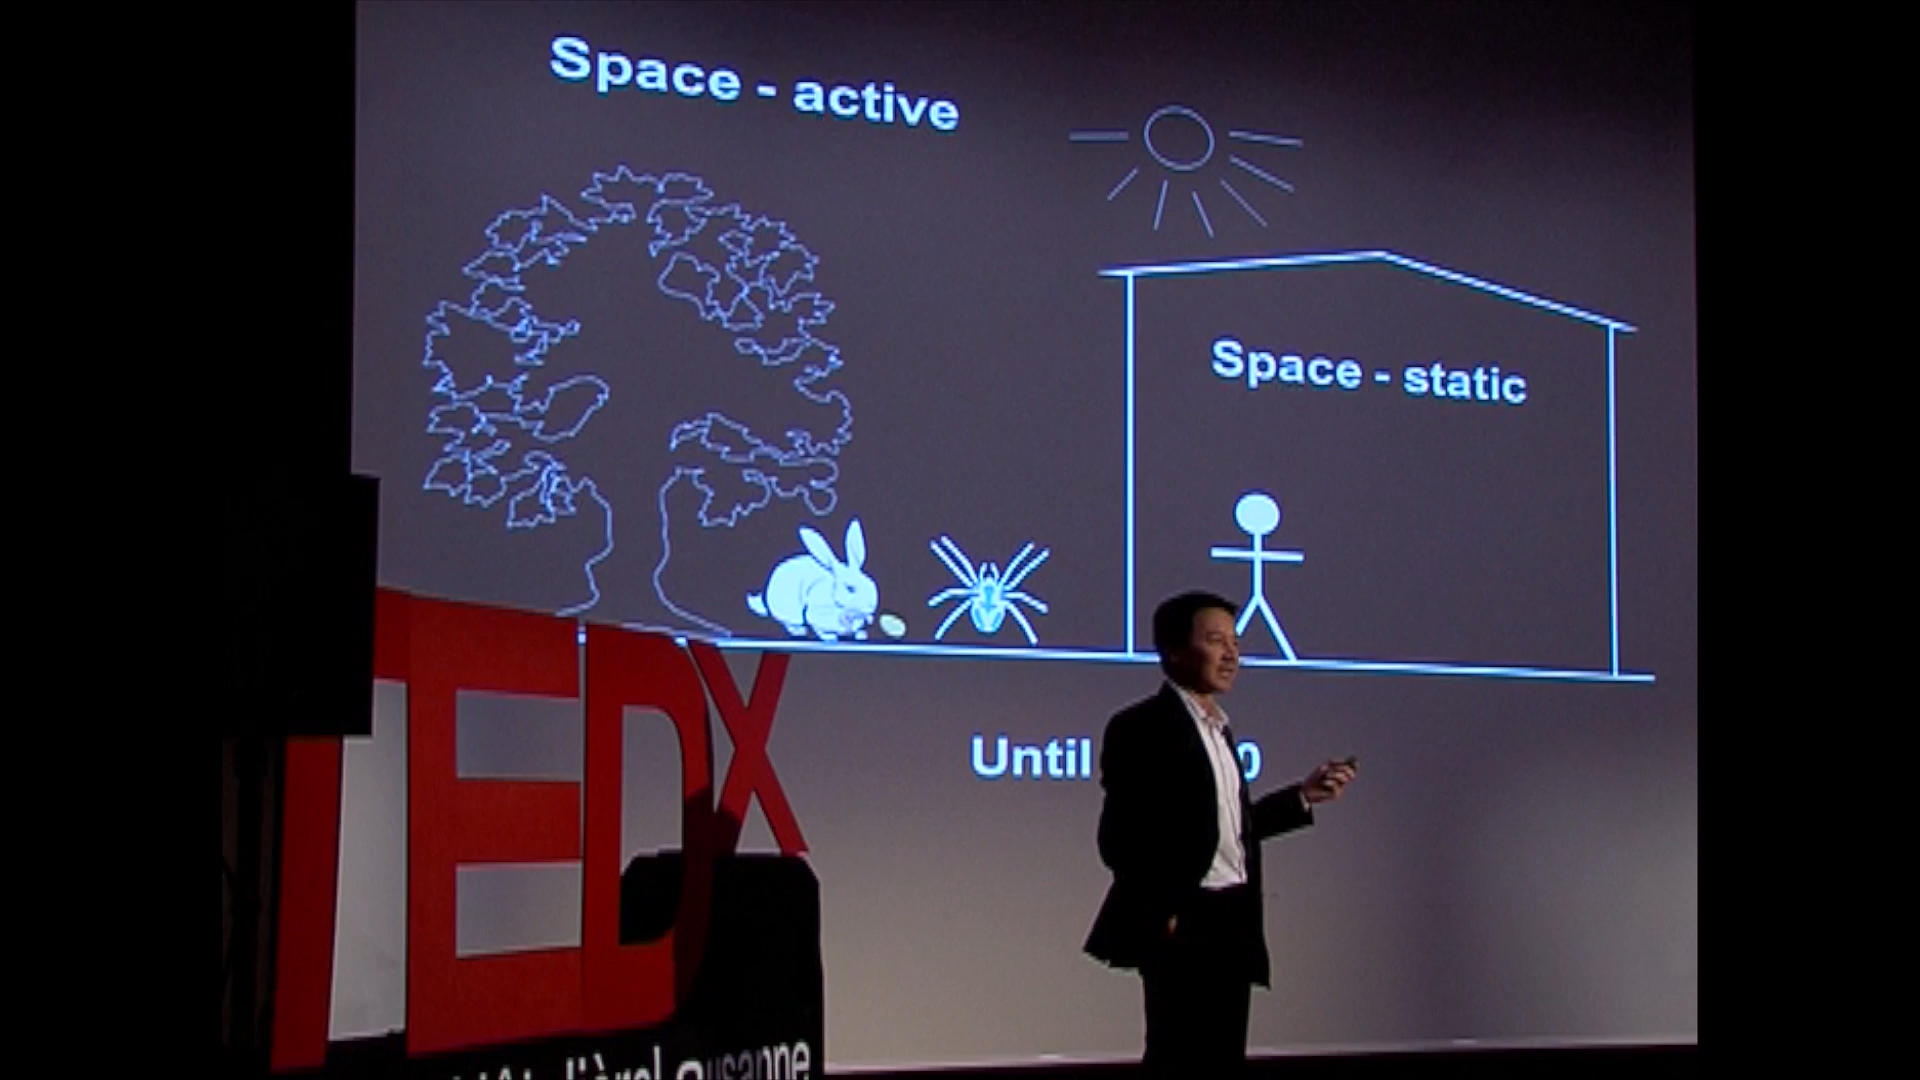 Space - active
Space - static
Until
TEDx